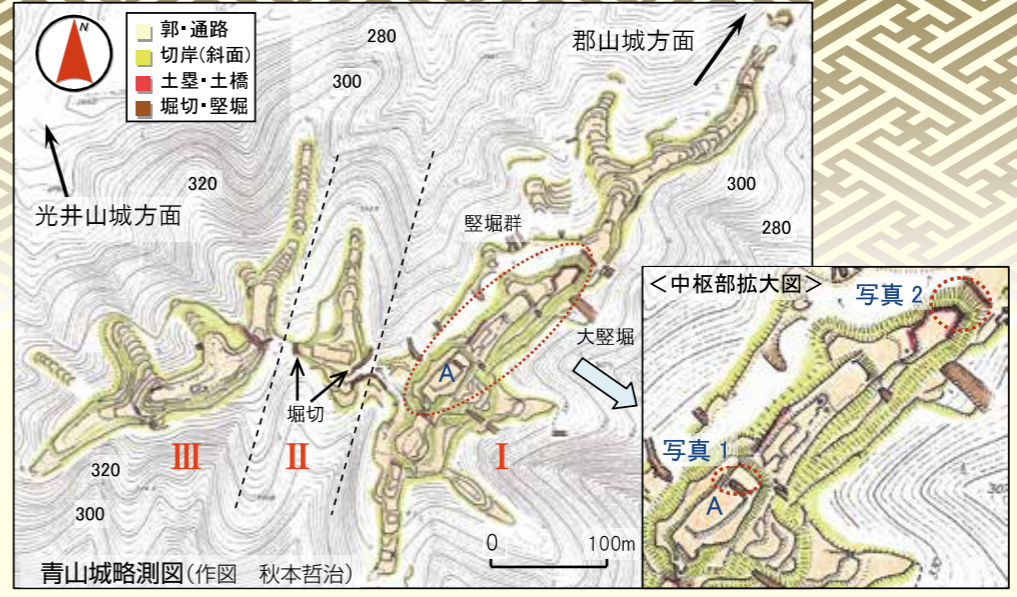 N
郭・通路
切岸(斜面)
土塁・土橋
堀切・竪堀
280
300
郡山城方面
光井山城方面
320
300
280
竪堀群
大竪堀
A
堀切
Ⅲ
Ⅱ
Ⅰ
320
300
0
100m
青山城略測図(作図 秋本哲治)
<中枢部拡大図>
写真2
写真1
A